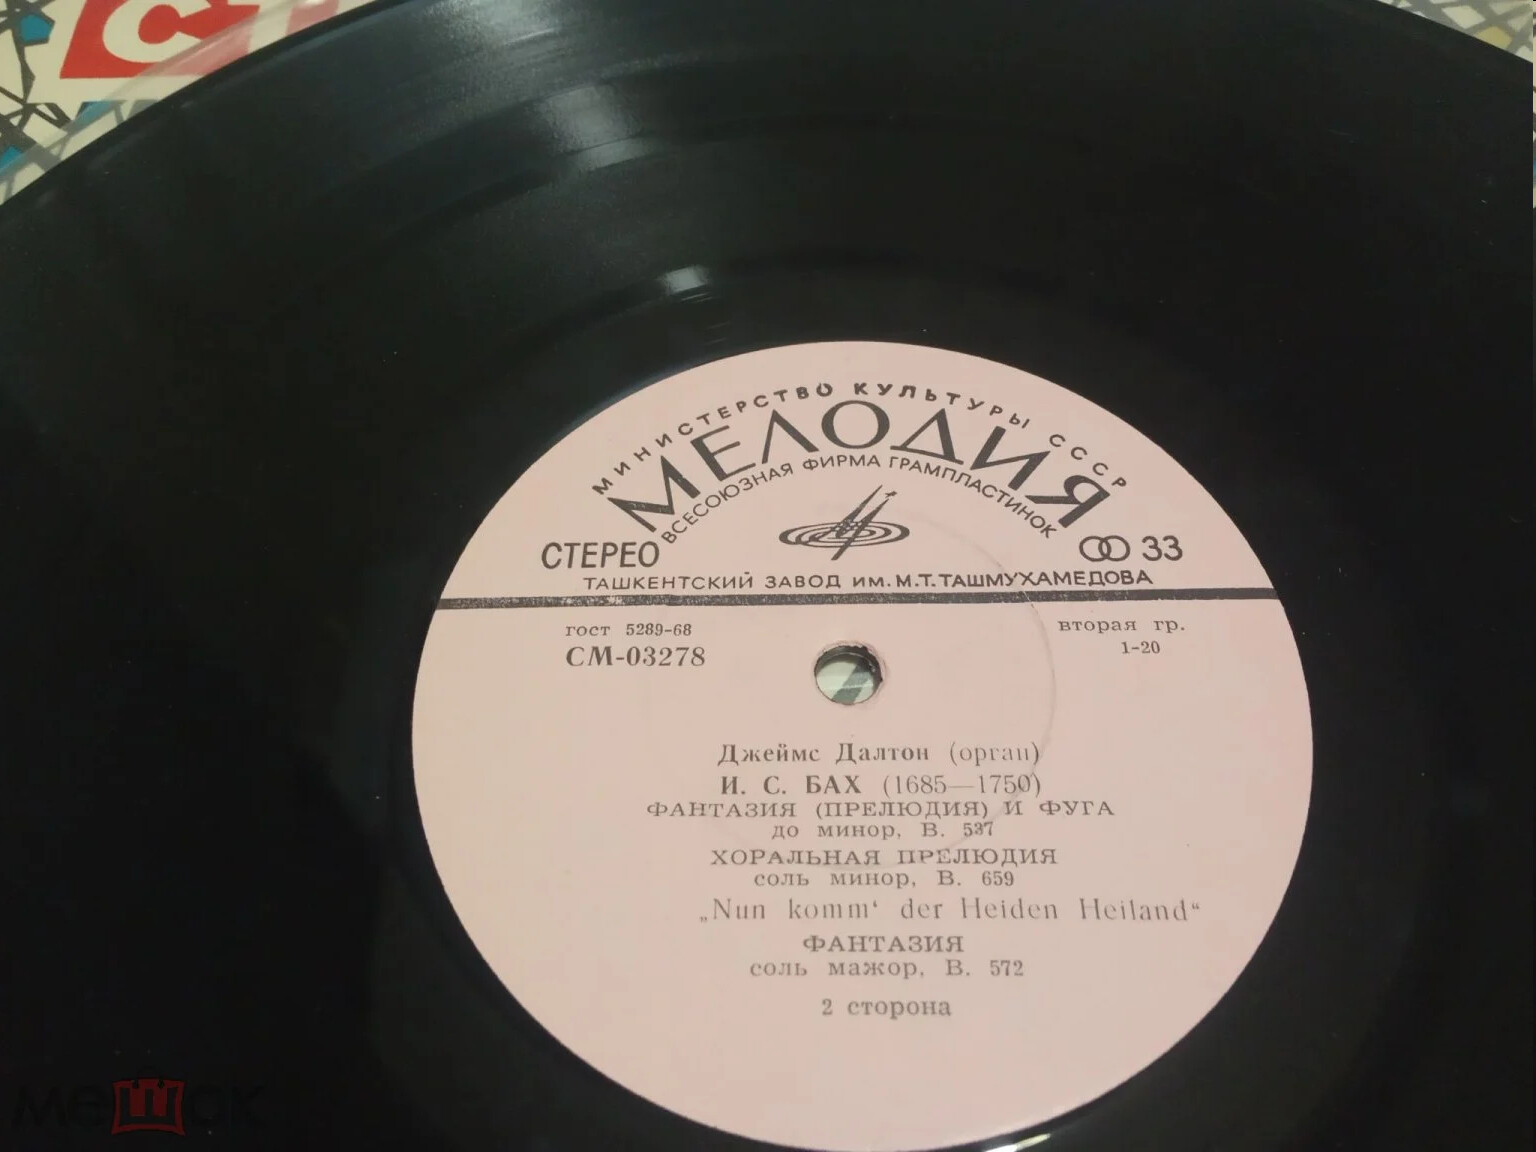 СТ
МИНИСТЕРСТВО КУЛЬТУРЫ СССР
МЕЛОДИЯ
ВСЕСОЮЗНАЯ ФИРМА ГРАМПЛАСТИНОК
СТЕРЕО
33
ТАШКЕНТСКИЙ ЗАВОД ИМ. М.Т. ТАШМУХАМЕДОВА
гост 5289-68
вторая гр.
СМ-03278
1-20
Джеймс Далтон (орган)
И. С. БАХ (1685—1750)
ФАНТАЗИЯ (ПРЕЛЮДИЯ) И ФУГА
до минор, В. 537
ХОРАЛЬНАЯ ПРЕЛЮДИЯ
соль минор, В. 659
„Nun komm‘ der Heiden Heiland“
ФАНТАЗИЯ
соль мажор, В. 572
2 сторона
мешок